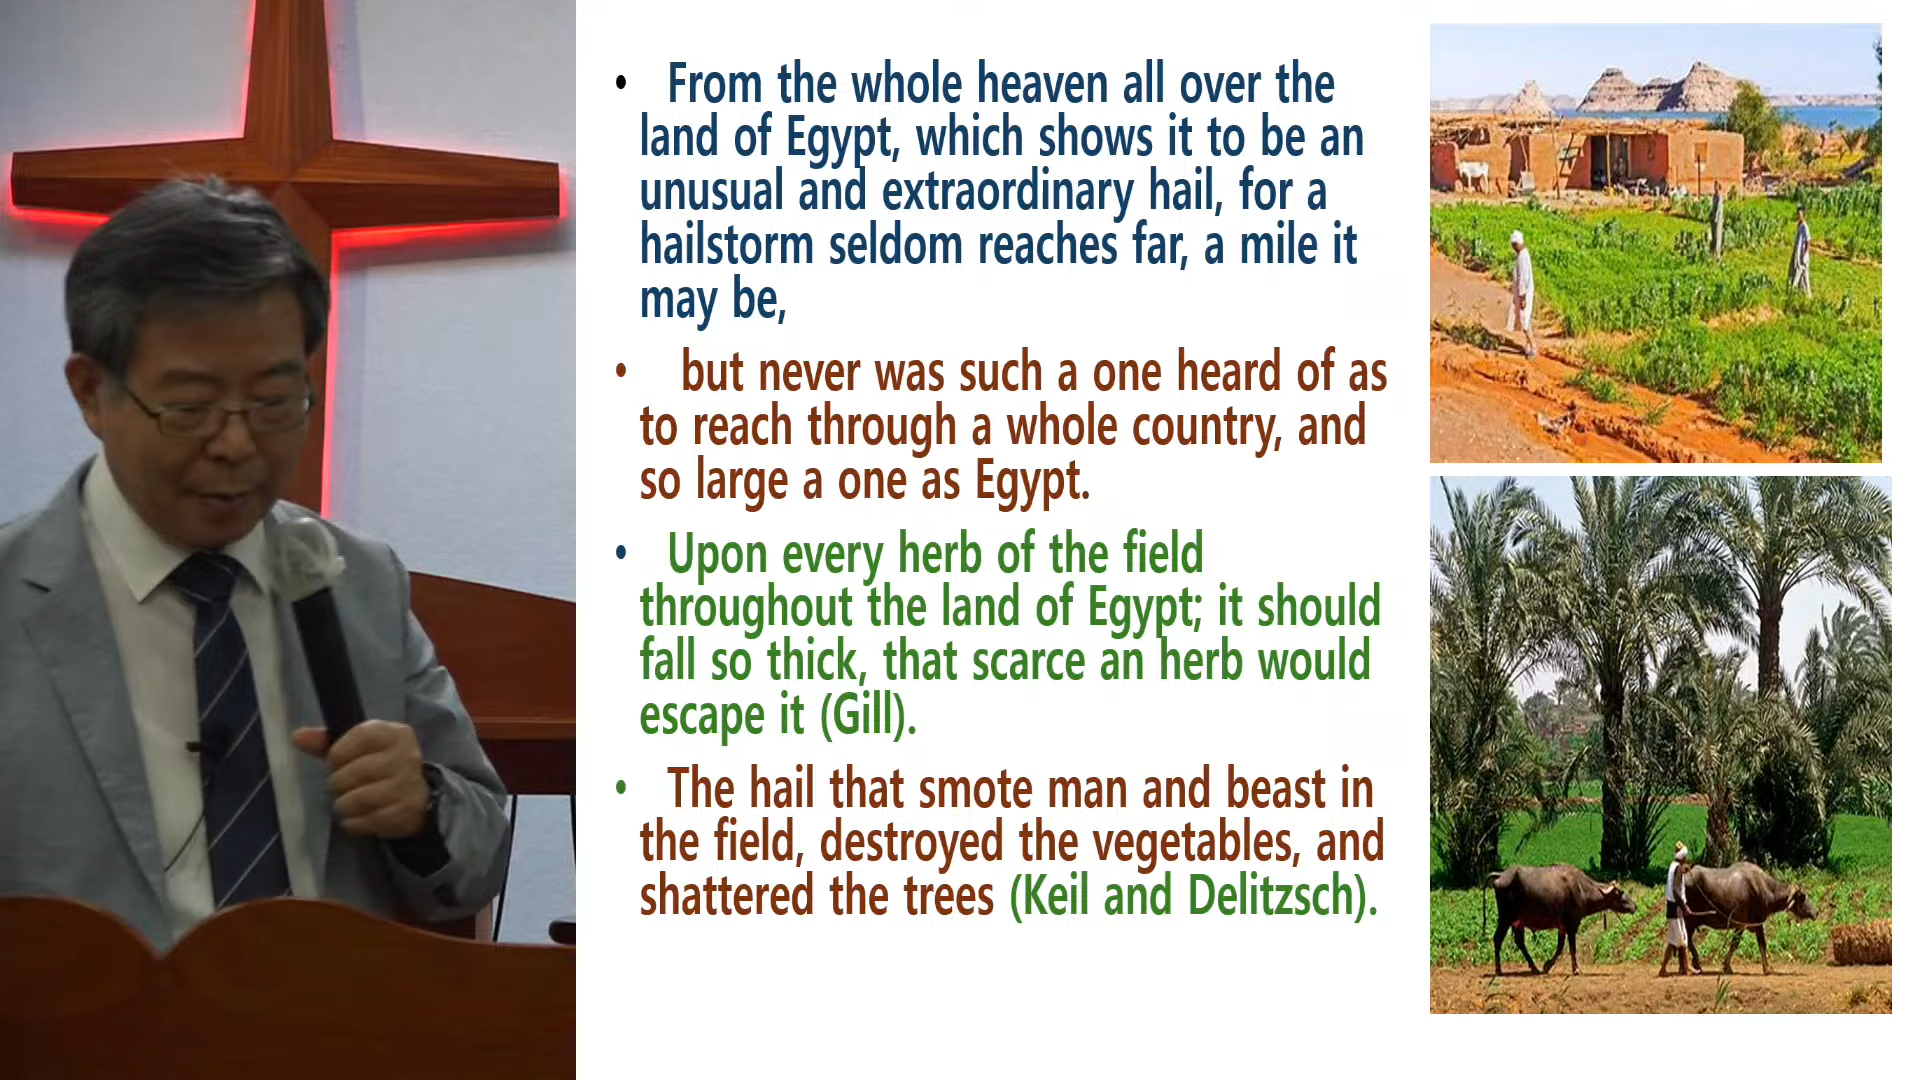 • From the whole heaven all over the
land of Egypt, which shows it to be an
unusual and extraordinary hail, for a
hailstorm seldom reaches far, a mile it
may be,
• but never was such a one heard of as
to reach through a whole country, and
so large a one as Egypt.
• Upon every herb of the field
throughout the land of Egypt; it should
fall so thick, that scarce an herb would
escape it (Gill).
• The hail that smote man and beast in
the field, destroyed the vegetables, and
shattered the trees (Keil and Delitzsch).